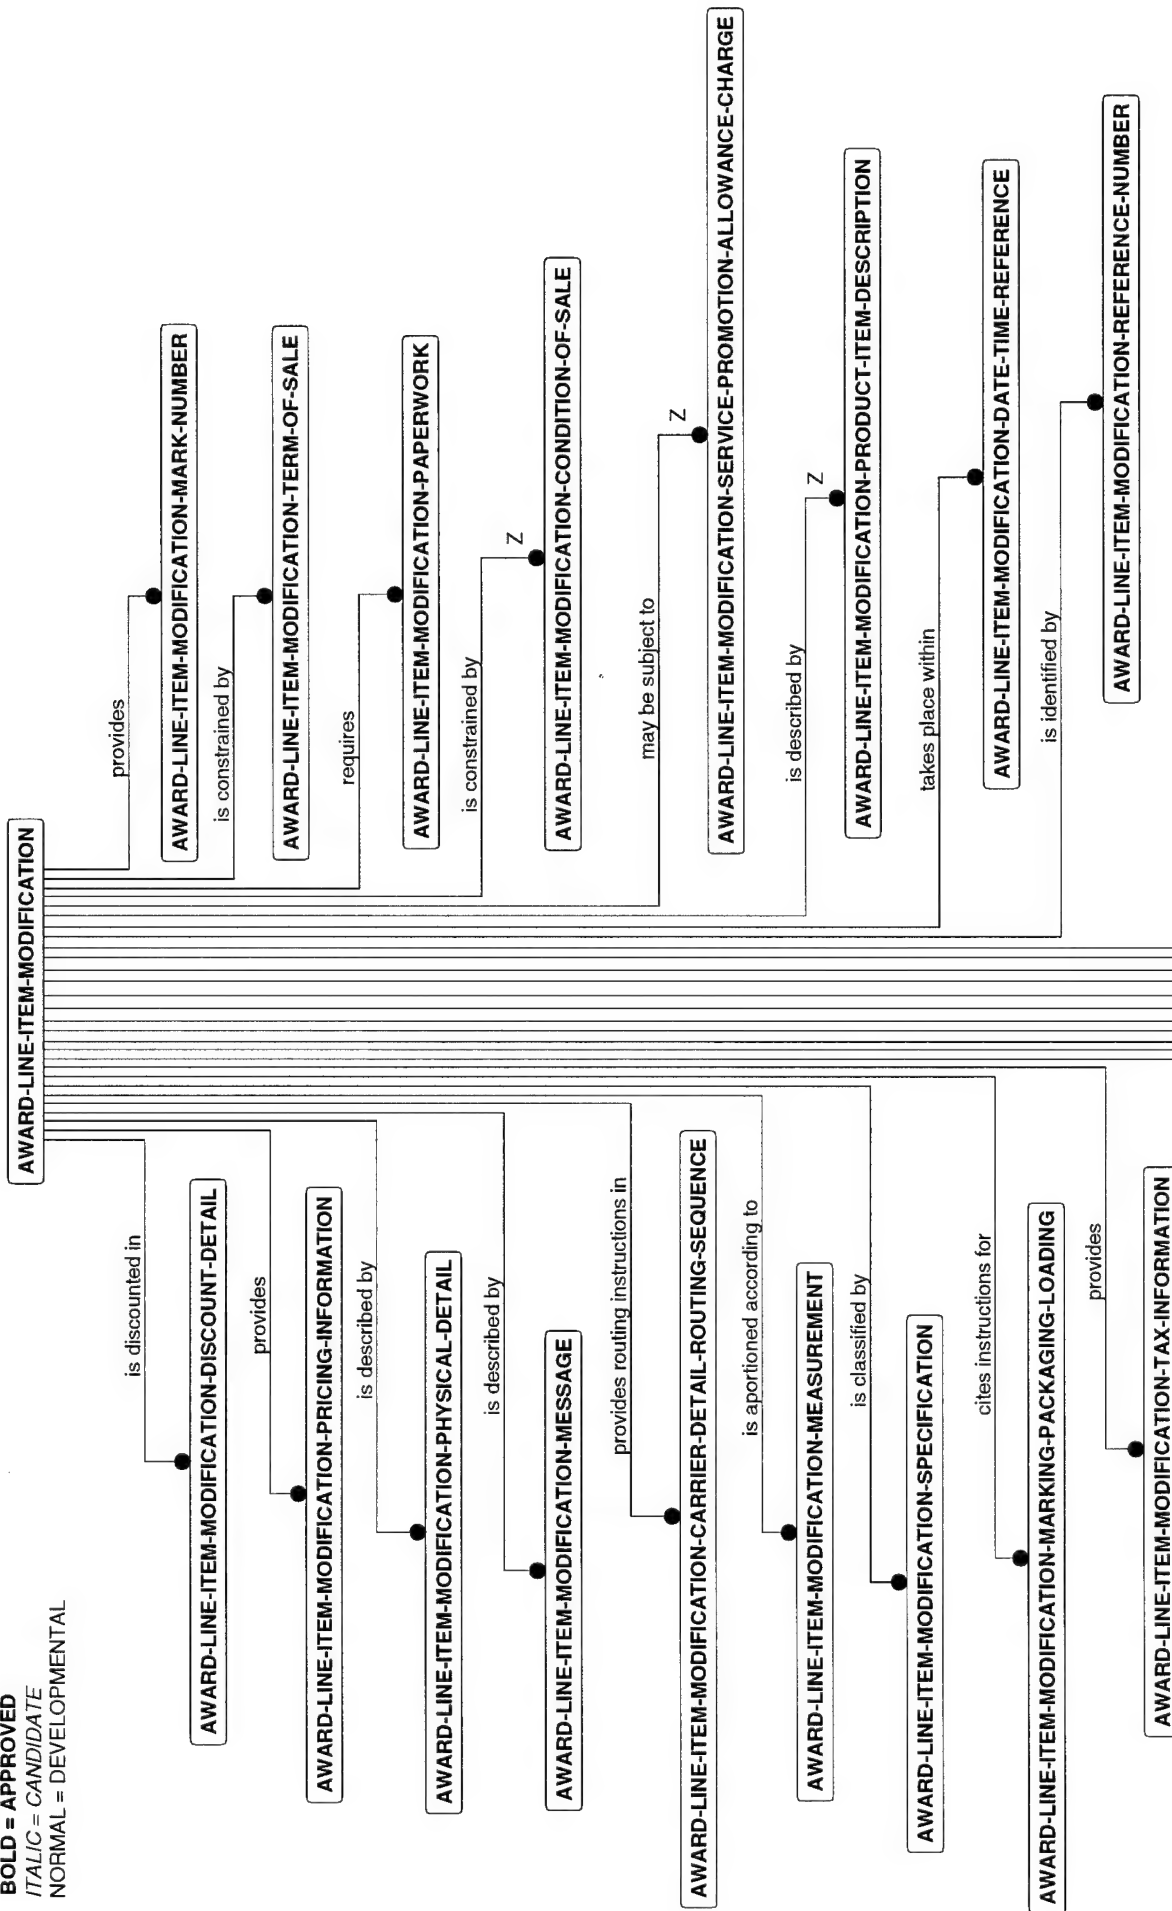 BOLD = APPROVED
ITALIC = CANDIDATE
NORMAL = DEVELOPMENTAL
AWARD-LINE-ITEM-MODIFICATION
is discounted in
AWARD-LINE-ITEM-MODIFICATION-DISCOUNT-DETAIL
provides
AWARD-LINE-ITEM-MODIFICATION-PRICING-INFORMATION
is described by
AWARD-LINE-ITEM-MODIFICATION-PHYSICAL-DETAIL
is described by
AWARD-LINE-ITEM-MODIFICATION-MESSAGE
provides routing instructions in
AWARD-LINE-ITEM-MODIFICATION-CARRIER-DETAIL-ROUTING-SEQUENCE
is aportioned according to
AWARD-LINE-ITEM-MODIFICATION-MEASUREMENT
is classified by
AWARD-LINE-ITEM-MODIFICATION-SPECIFICATION
cites instructions for
AWARD-LINE-ITEM-MODIFICATION-MARKING-PACKAGING-LOADING
provides
AWARD-LINE-ITEM-MODIFICATION-TAX-INFORMATION
provides
AWARD-LINE-ITEM-MODIFICATION-MARK-NUMBER
is constrained by
AWARD-LINE-ITEM-MODIFICATION-TERM-OF-SALE
requires
AWARD-LINE-ITEM-MODIFICATION-PAPERWORK
is constrained by
Z
AWARD-LINE-ITEM-MODIFICATION-CONDITION-OF-SALE
may be subject to
Z
AWARD-LINE-ITEM-MODIFICATION-SERVICE-PROMOTION-ALLOWANCE-CHARGE
is described by
Z
AWARD-LINE-ITEM-MODIFICATION-PRODUCT-ITEM-DESCRIPTION
takes place within
AWARD-LINE-ITEM-MODIFICATION-DATE-TIME-REFERENCE
is identified by
AWARD-LINE-ITEM-MODIFICATION-REFERENCE-NUMBER